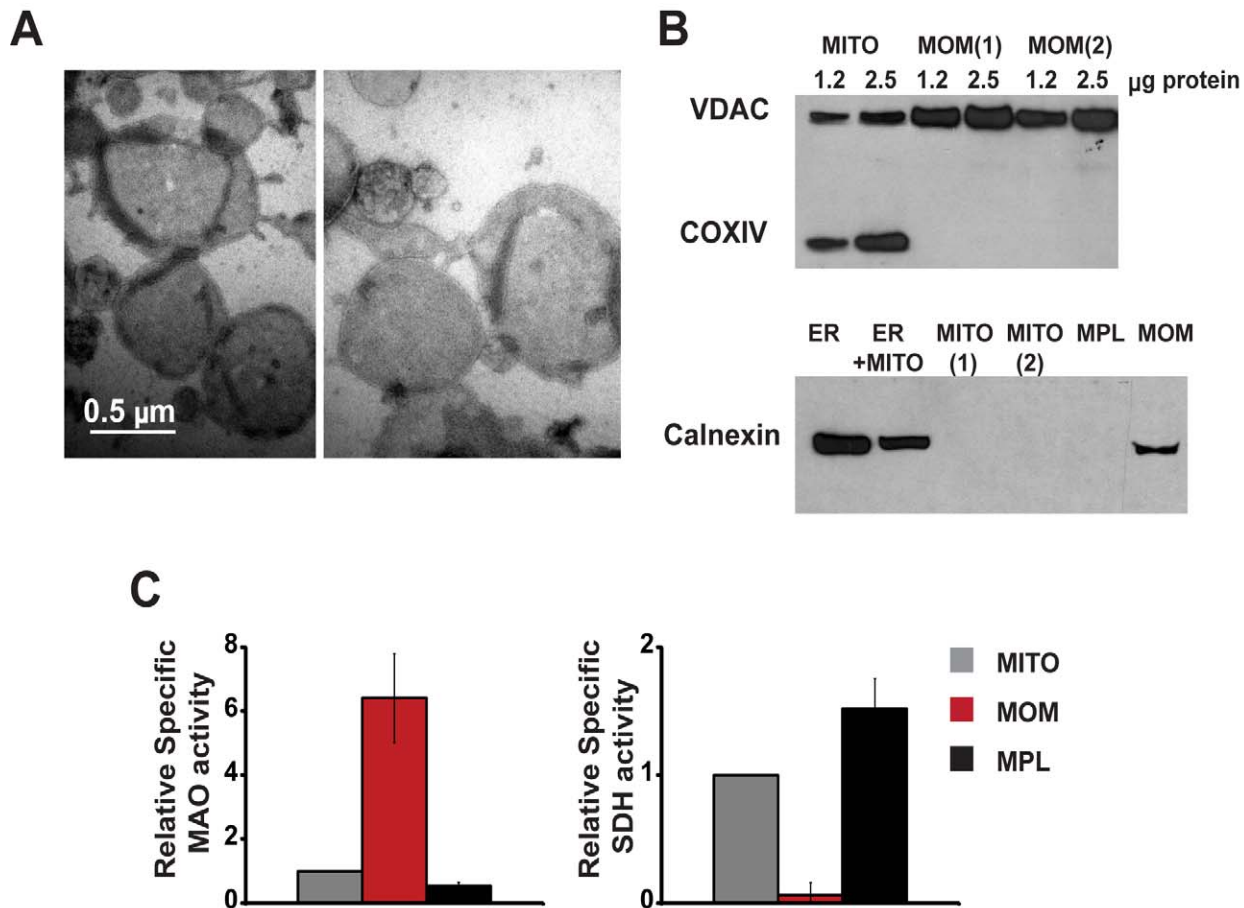 A
0.5 µm
B
MITO MOM(1) MOM(2)
1.2 2.5 1.2 2.5 1.2 2.5 µg protein
VDAC
COXIV
ER ER MITO MITO MPL MOM
+MITO (1) (2)
Calnexin
C
Relative Specific
MAO activity
8
6
4
2
0
Relative Specific
SDH activity
2
1
0
MITO
MOM
MPL